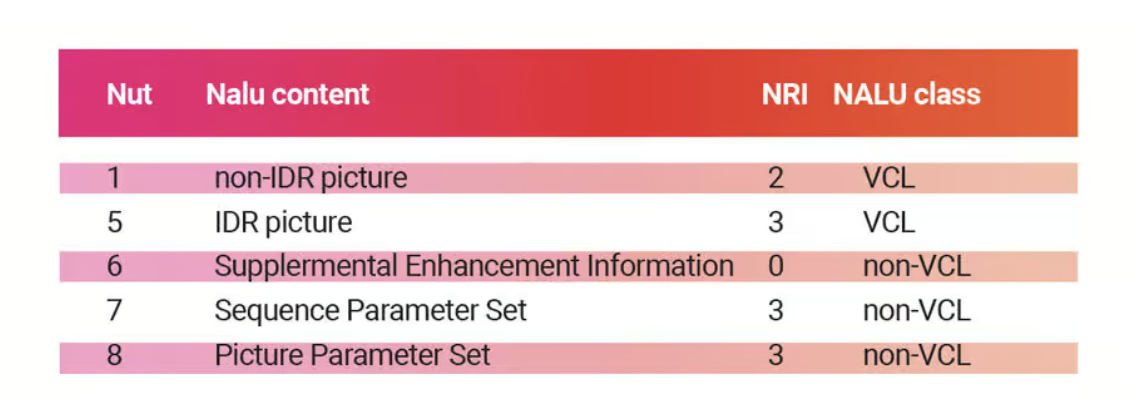 Nut Nalu content NRI NALU class
1 non-IDR picture 2 VCL
5 IDR picture 3 VCL
6 Supplermental Enhancement Information 0 non-VCL
7 Sequence Parameter Set 3 non-VCL
8 Picture Parameter Set 3 non-VCL